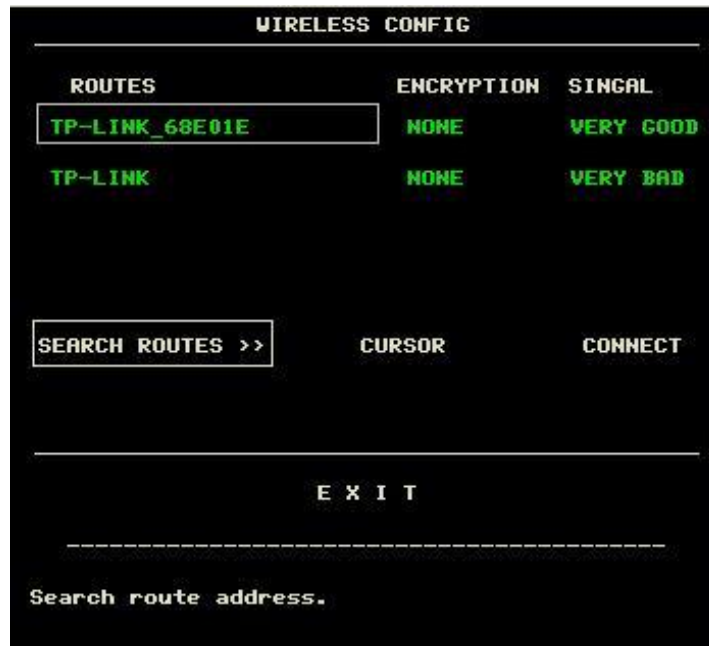 WIRELESS CONFIG
ROUTES ENCRYPTION SINGAL
TP-LINK_68E01E NONE VERY GOOD
TP-LINK NONE VERY BAD
SEARCH ROUTES >> CURSOR CONNECT
E X I T
Search route address.